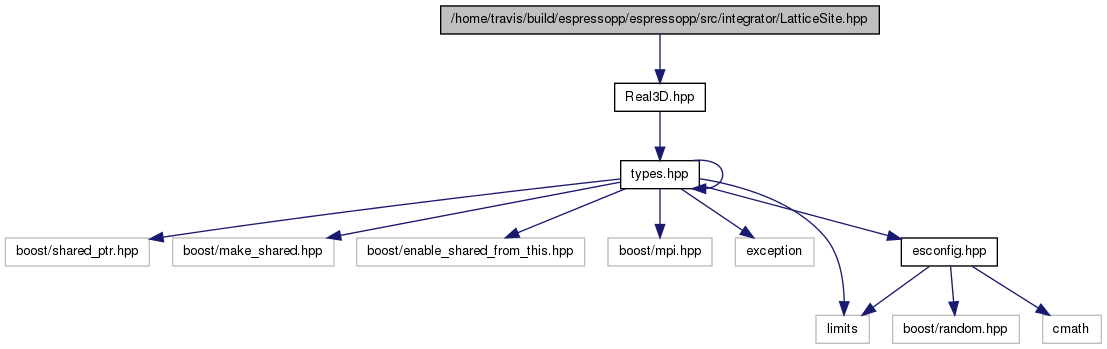 /home/travis/build/espressopp/espressopp/src/integrator/LatticeSite.hpp
Real3D.hpp
types.hpp
boost/shared_ptr.hpp
boost/make_shared.hpp
boost/enable_shared_from_this.hpp
boost/mpi.hpp
exception
esconfig.hpp
limits
boost/random.hpp
cmath